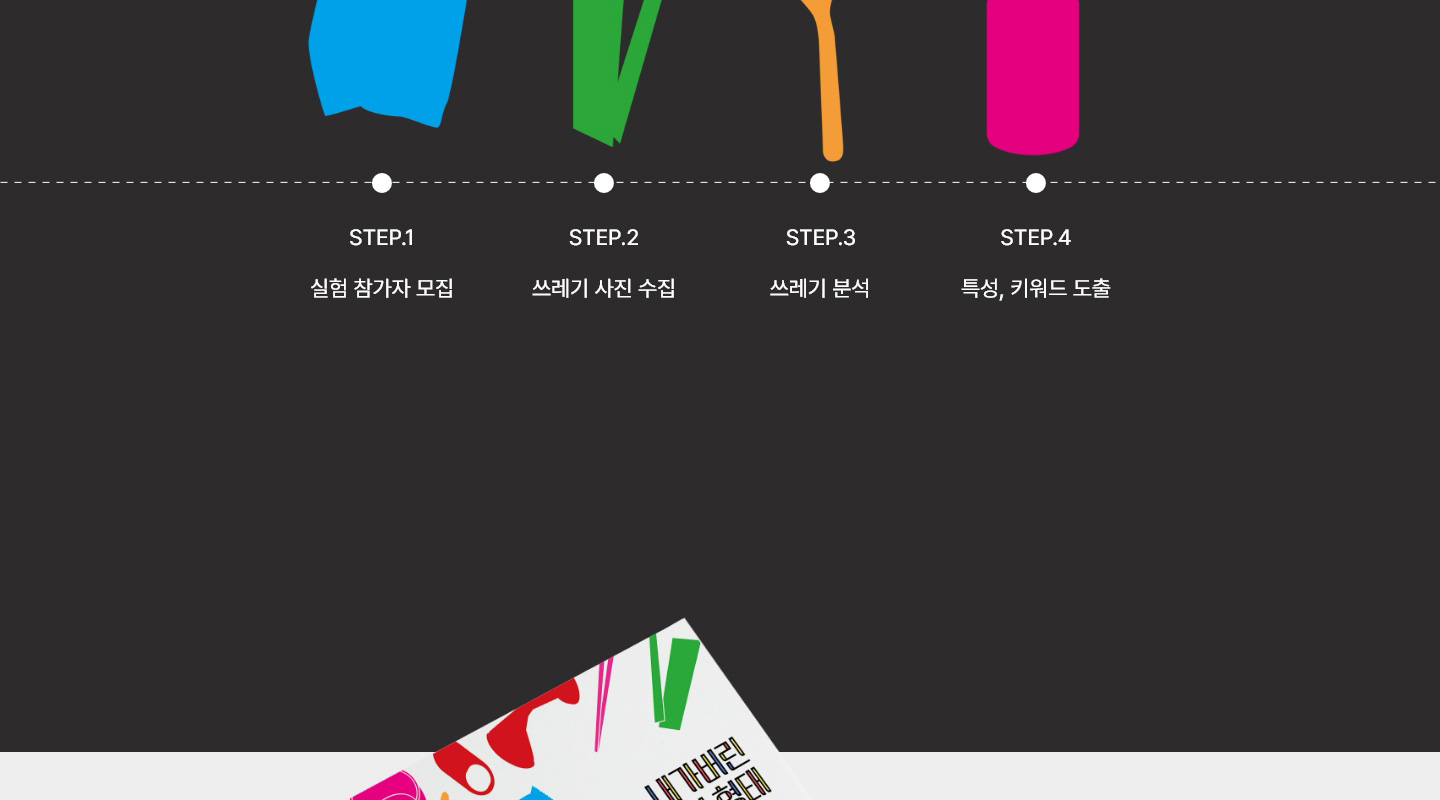 STEP.1
STEP.2
STEP.3
STEP.4
실험 참가자 모집
쓰레기 사진 수집
쓰레기 분석
특성, 키워드 도출
내가버린
형태